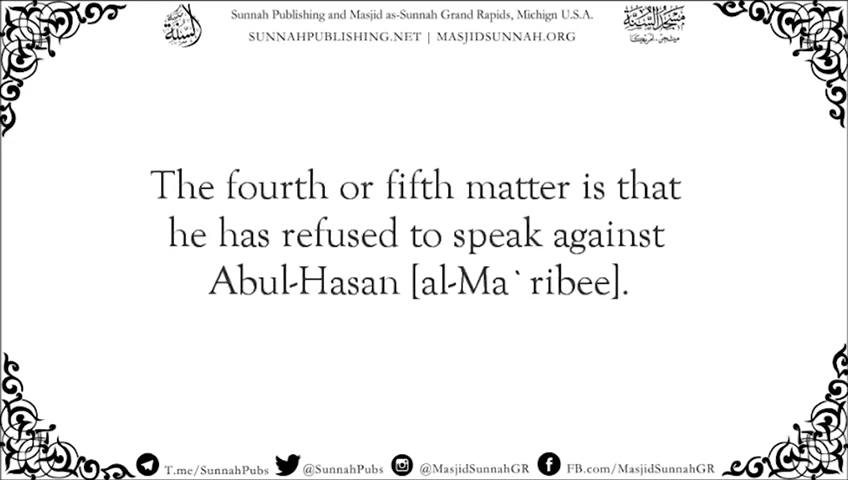 Sunnah Publishing and Masjid as-Sunnah Grand Rapids, Michign U.S.A.
SUNNAHPUBLISHING.NET | MASJIDSUNNAH.ORG
The fourth or fifth matter is that
he has refused to speak against
Abul-Hasan [al-Ma`ribee].
T.me/SunnahPubs @SunnahPubs @MasjidSunnahGR FB.com/MasjidSunnahGR